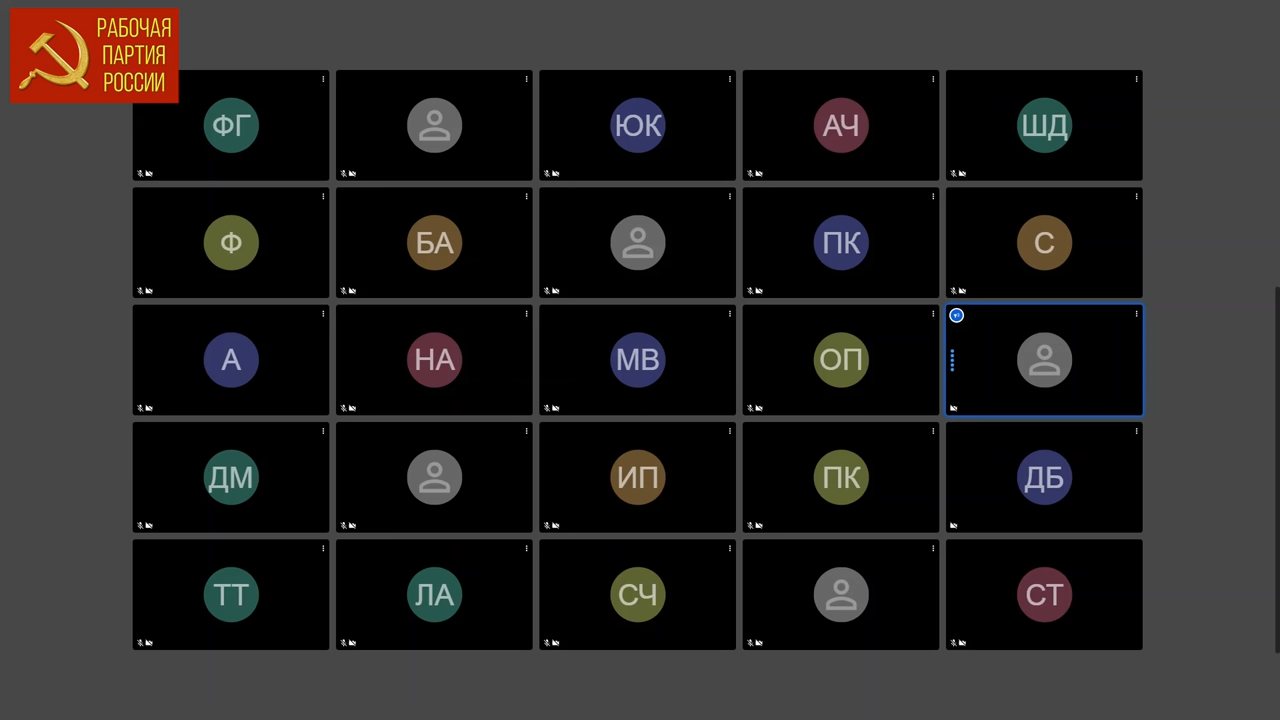 РАБОЧАЯ
ПАРТИЯ
РОССИИ
ФГ
ЮК
АЧ
ШД
Ф
БА
ПК
С
А
НА
МВ
ОП
ДМ
ИП
ПК
ДБ
ТТ
ЛА
СЧ
СТ